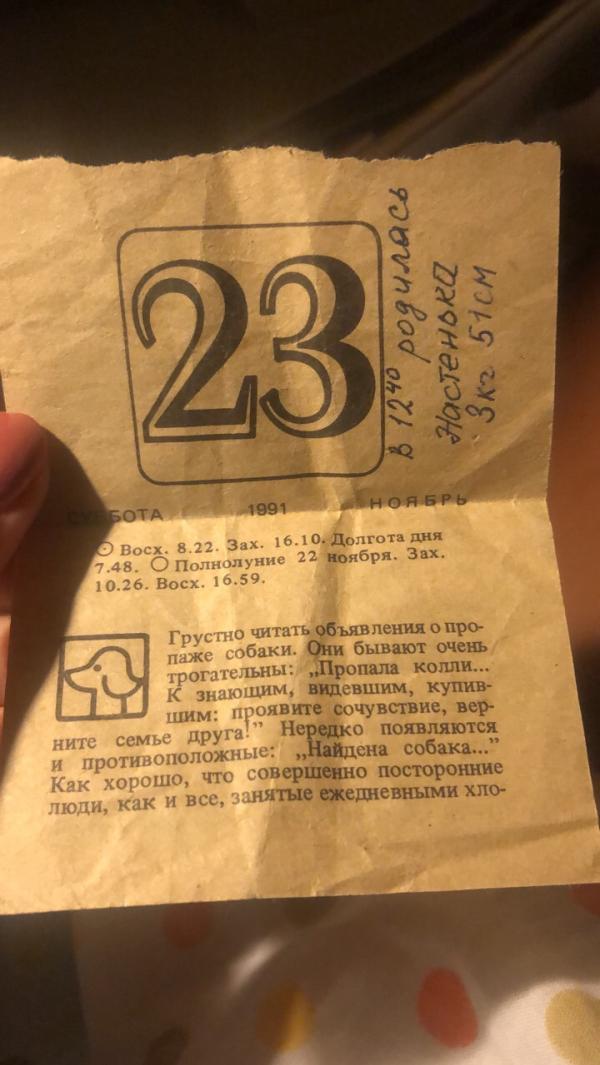 23
В 12⁴⁰ родилась
Настенька
3кг 51см
СУББОТА 1991 НОЯБРЬ
☉ Восх. 8.22. Зах. 16.10. Долгота дня
7.48. ○ Полнолуние 22 ноября. Зах.
10.26. Восх. 16.59.
Грустно читать объявления о про-
паже собаки. Они бывают очень
трогательны: „Пропала колли...
К знающим, видевшим, купив-
шим: проявите сочувствие, вер-
ните семье друга!" Нередко появляются
и противоположные: „Найдена собака..."
Как хорошо, что совершенно посторонние
люди, как и все, занятые ежедневными хло-